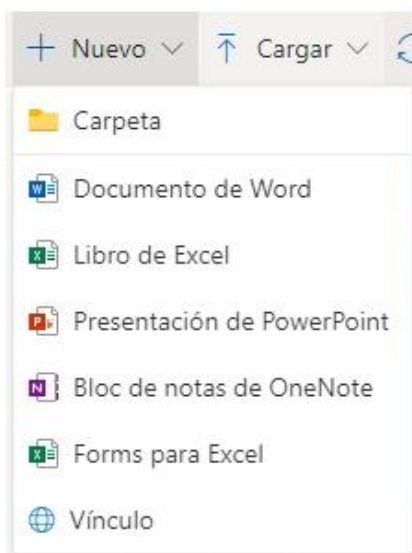 Nuevo Cargar
Carpeta
Documento de Word
Libro de Excel
Presentación de PowerPoint
Bloc de notas de OneNote
Forms para Excel
Vínculo